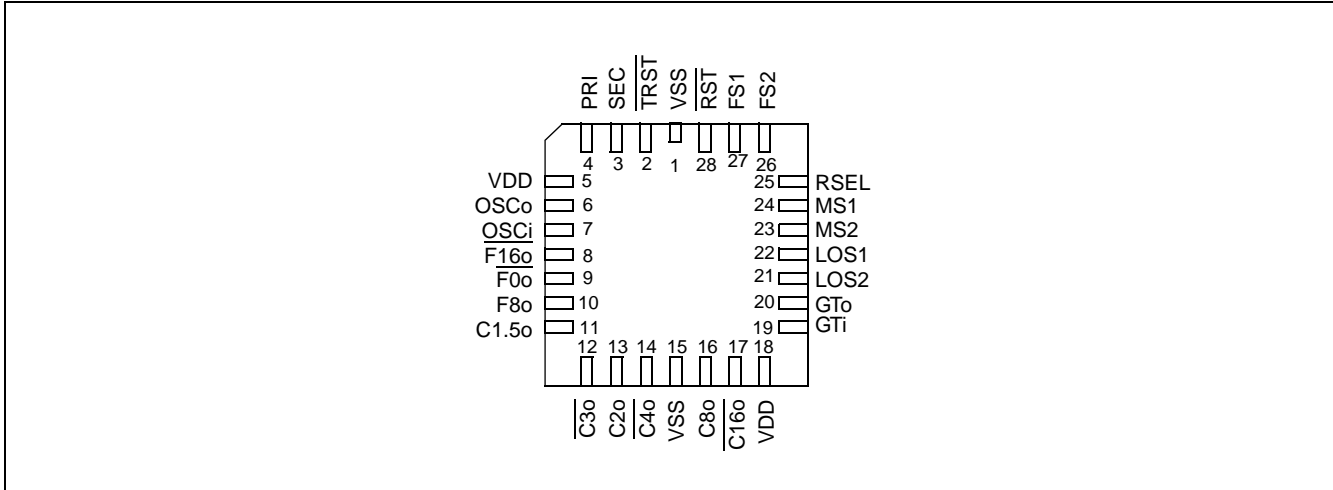 PRI SEC TRST VSS RST FS1 FS2
4 3 2 1 28 27 26
VDD 5 25 RSEL
OSCo 6 24 MS1
OSCi 7 23 MS2
F16o 8 22 LOS1
F0o 9 21 LOS2
F8o 10 20 GTo
C1.5o 11 19 GTi
12 13 14 15 16 17 18
C3o C2o C4o VSS C8o C16o VDD